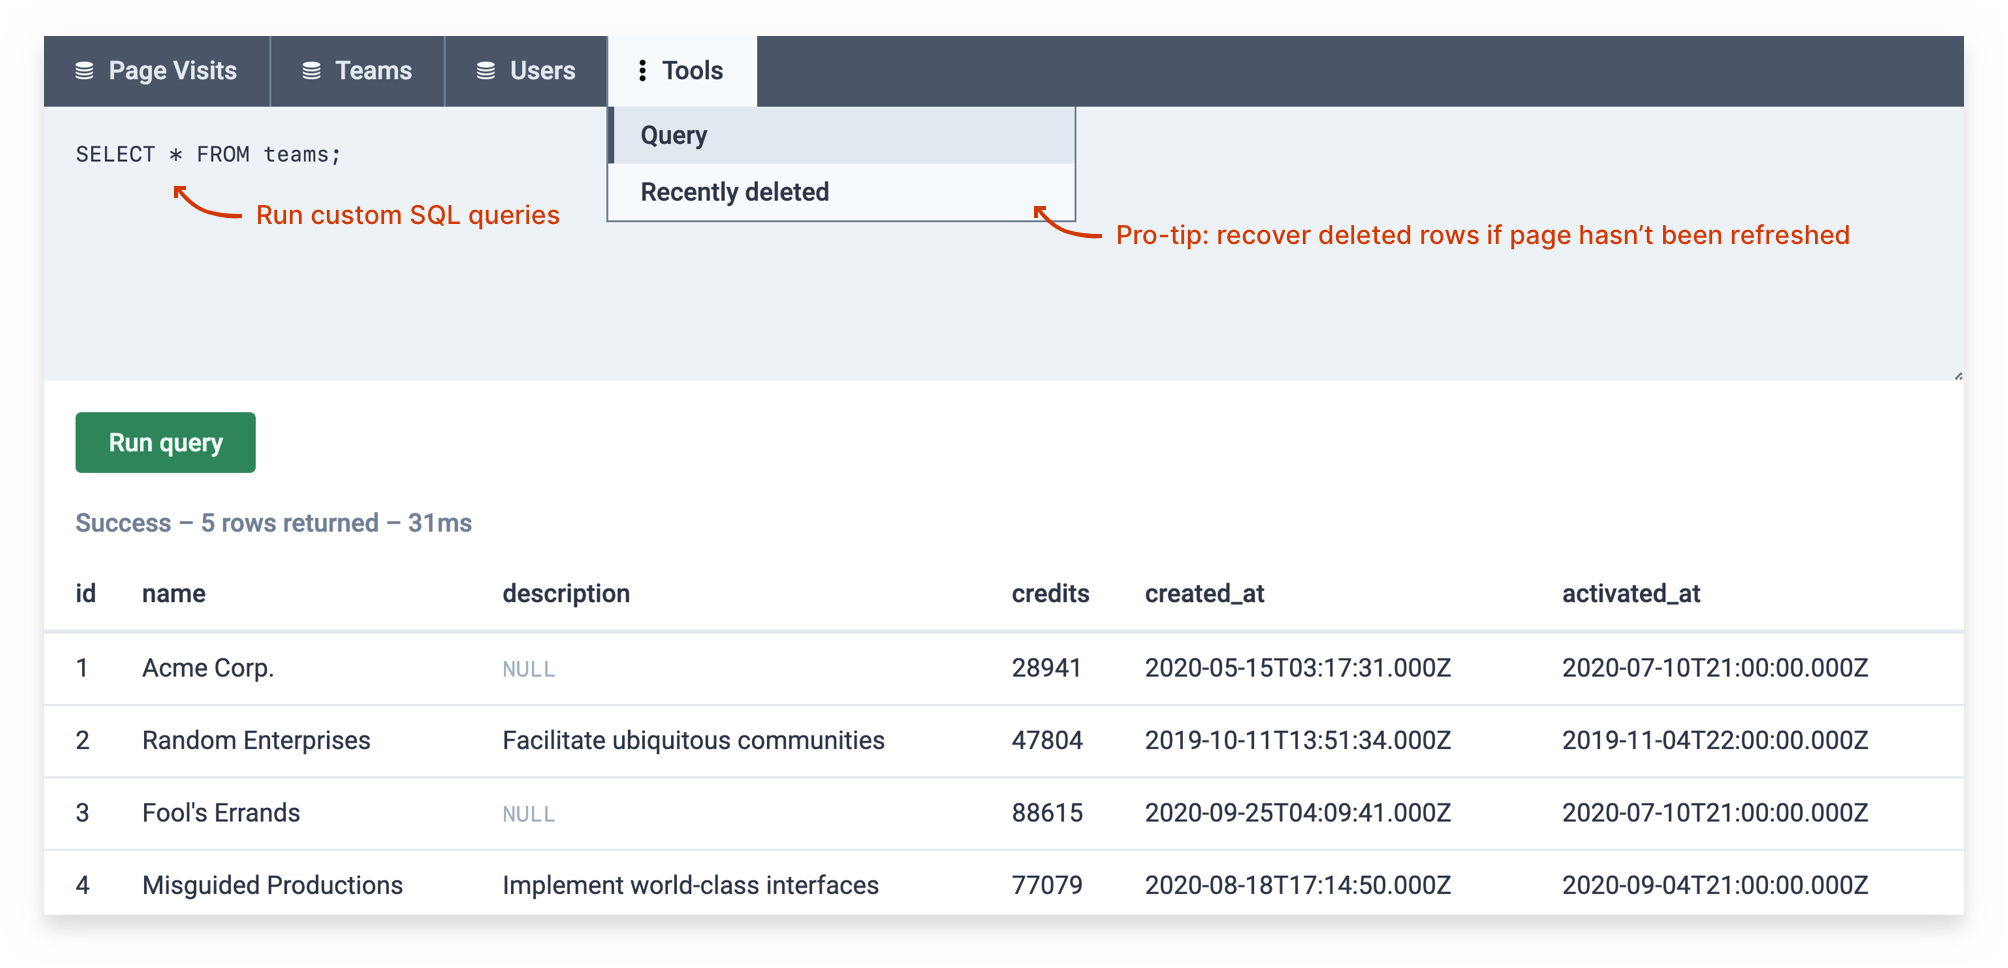 Page Visits Teams Users Tools
Query
SELECT * FROM teams;
Recently deleted
Run custom SQL queries
Pro-tip: recover deleted rows if page hasn’t been refreshed
Run query
Success – 5 rows returned – 31ms
id name description credits created_at activated_at
1 Acme Corp. NULL 28941 2020-05-15T03:17:31.000Z 2020-07-10T21:00:00.000Z
2 Random Enterprises Facilitate ubiquitous communities 47804 2019-10-11T13:51:34.000Z 2019-11-04T22:00:00.000Z
3 Fool's Errands NULL 88615 2020-09-25T04:09:41.000Z 2020-07-10T21:00:00.000Z
4 Misguided Productions Implement world-class interfaces 77079 2020-08-18T17:14:50.000Z 2020-09-04T21:00:00.000Z